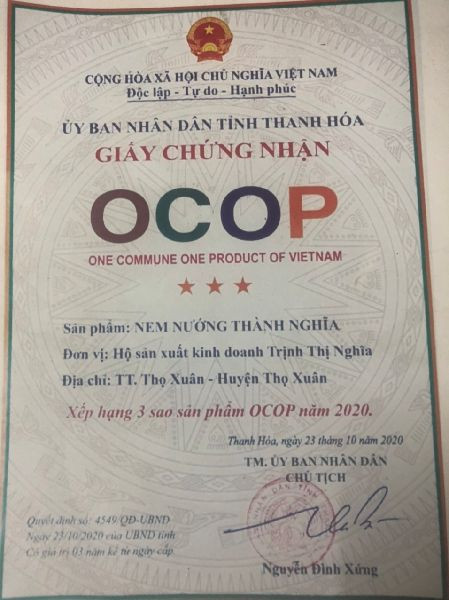 CỘNG HÒA XÃ HỘI CHỦ NGHĨA VIỆT NAM
Độc lập - Tự do - Hạnh phúc
ỦY BAN NHÂN DÂN TỈNH THANH HÓA
GIẤY CHỨNG NHẬN
OCOP
ONE COMMUNE ONE PRODUCT OF VIETNAM
Sản phẩm: NEM NƯỚNG THÀNH NGHĨA
Đơn vị: Hộ sản xuất kinh doanh Trịnh Thị Nghĩa
Địa chỉ: TT. Thọ Xuân - Huyện Thọ Xuân
Xếp hạng 3 sao sản phẩm OCOP năm 2020.
Thanh Hóa, ngày 23 tháng 10 năm 2020
TM. ỦY BAN NHÂN DÂN
CHỦ TỊCH
Quyết định số: 4549/QĐ-UBND
Ngày 23/10/2020 của UBND tỉnh
Có giá trị 03 năm kể từ ngày cấp
Nguyễn Đình Xứng